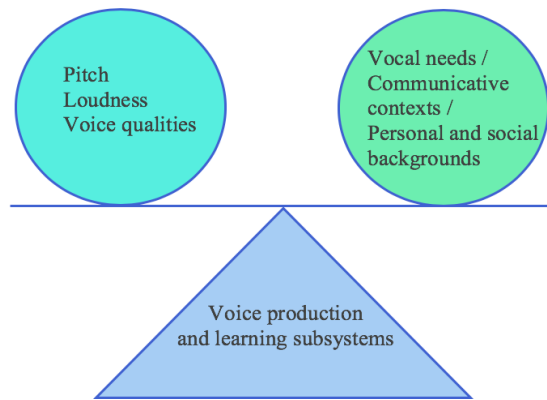 Pitch
Loudness
Voice qualities
Vocal needs /
Communicative
contexts /
Personal and social
backgrounds
Voice production
and learning subsystems